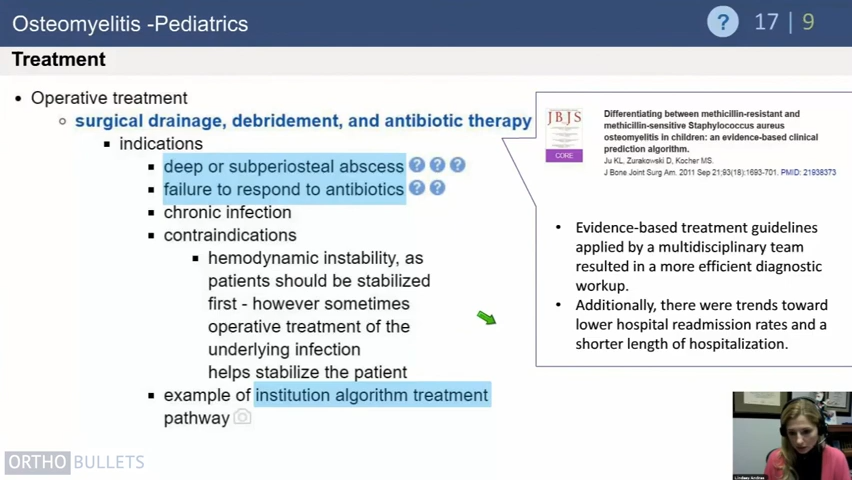 Osteomyelitis -Pediatrics
? 17 | 9
Treatment
• Operative treatment
surgical drainage, debridement, and antibiotic therapy
indications
deep or subperiosteal abscess ? ? ?
failure to respond to antibiotics ? ?
chronic infection
contraindications
hemodynamic instability, as
patients should be stabilized
first - however sometimes
operative treatment of the
underlying infection
helps stabilize the patient
example of institution algorithm treatment
pathway
JBJS
CORE
Differentiating between methicillin-resistant and
methicillin-sensitive Staphylococcus aureus
osteomyelitis in children: an evidence-based clinical
prediction algorithm.
Ju KL, Zurakowski D, Kocher MS.
J Bone Joint Surg Am. 2011 Sep 21;93(18):1693-701. PMID: 21938373
• Evidence-based treatment guidelines
applied by a multidisciplinary team
resulted in a more efficient diagnostic
workup.
• Additionally, there were trends toward
lower hospital readmission rates and a
shorter length of hospitalization.
ORTHO BULLETS
Lindsay Andras